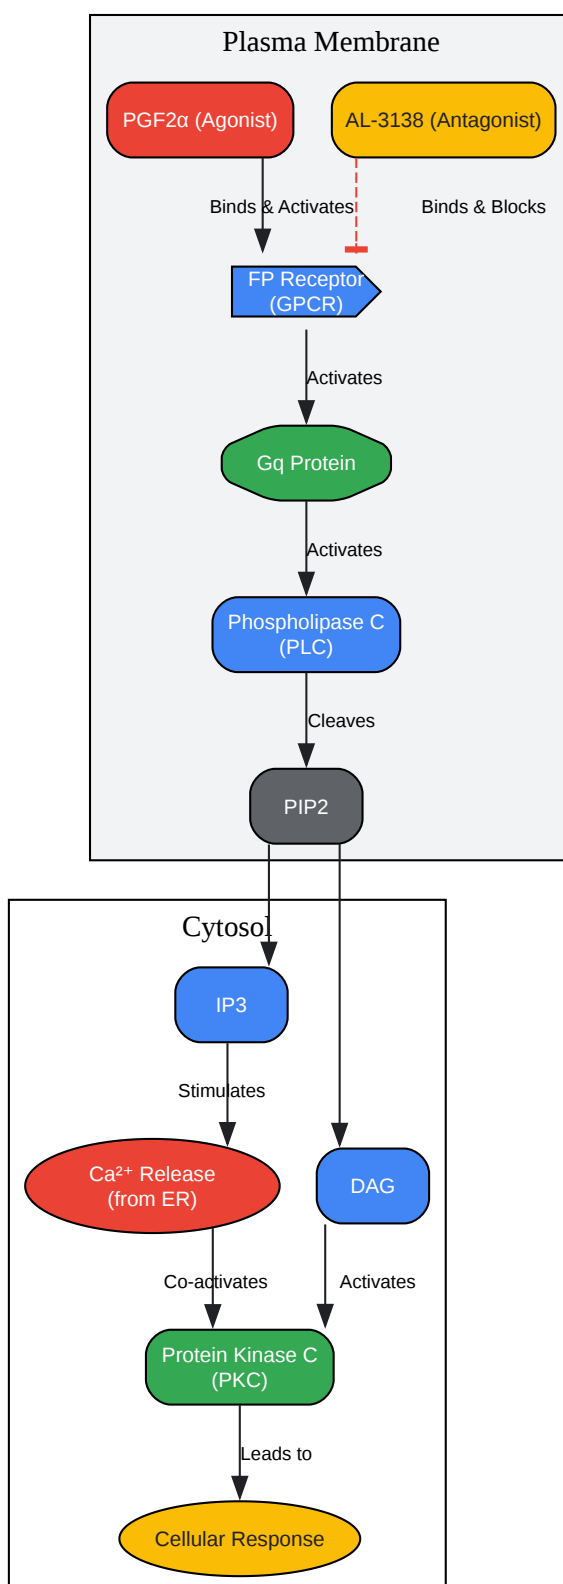 Plasma Membrane
PGF2α (Agonist)
AL-3138 (Antagonist)
Binds & Activates
Binds & Blocks
FP Receptor
(GPCR)
Activates
Gq Protein
Activates
Phospholipase C
(PLC)
Cleaves
PIP2
Cytosol
IP3
Stimulates
Ca²⁺ Release
(from ER)
DAG
Co-activates
Activates
Protein Kinase C
(PKC)
Leads to
Cellular Response